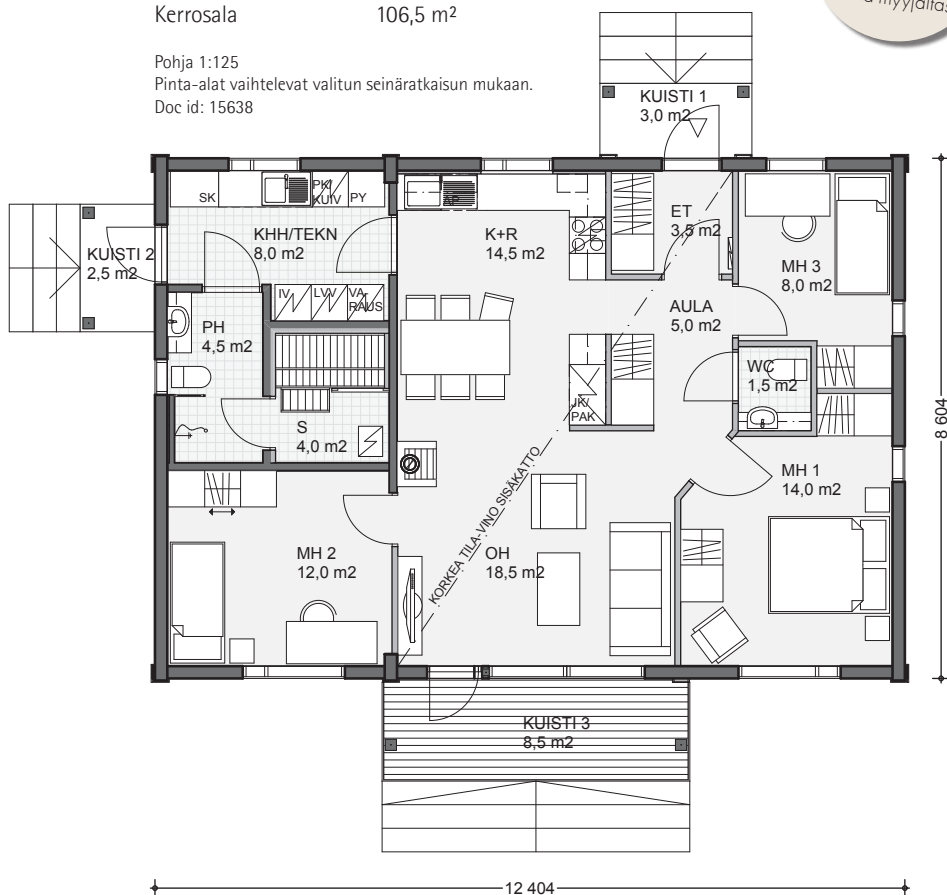 Kerrosala 106,5 m²
a myyjältäs
Pohja 1:125
Pinta-alat vaihtelevat valitun seinäratkaisun mukaan.
Doc id: 15638
KUISTI 1
3,0 m2
SK
PK/
KUIV
PY
AP
KUISTI 2
2,5 m2
KHH/TEKN
8,0 m2
K+R
14,5 m2
ET
3,5 m2
MH 3
8,0 m2
IV
LVV
VA-
RAUS
AULA
5,0 m2
PH
4,5 m2
WC
1,5 m2
JK/
PAK
S
4,0 m2
8 604
KORKEA TILA-VINO SISÄKATTO
MH 1
14,0 m2
MH 2
12,0 m2
OH
18,5 m2
KUISTI 3
8,5 m2
12 404